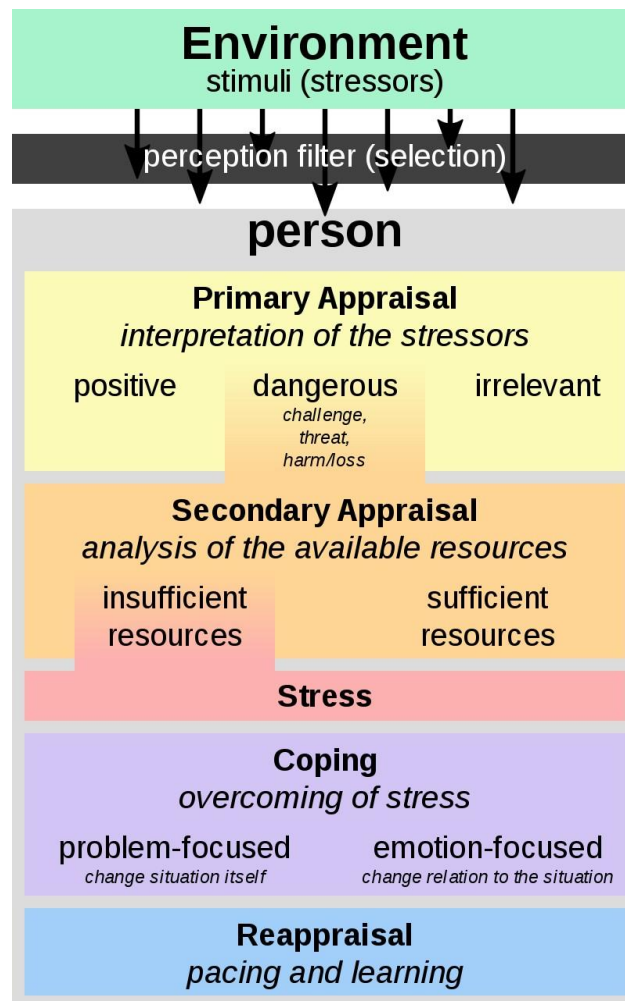 Environment
stimuli (stressors)
perception filter (selection)
person
Primary Appraisal
interpretation of the stressors
positive dangerous irrelevant
challenge,
threat,
harm/loss
Secondary Appraisal
analysis of the available resources
insufficient sufficient
resources resources
Stress
Coping
overcoming of stress
problem-focused emotion-focused
change situation itself change relation to the situation
Reappraisal
pacing and learning